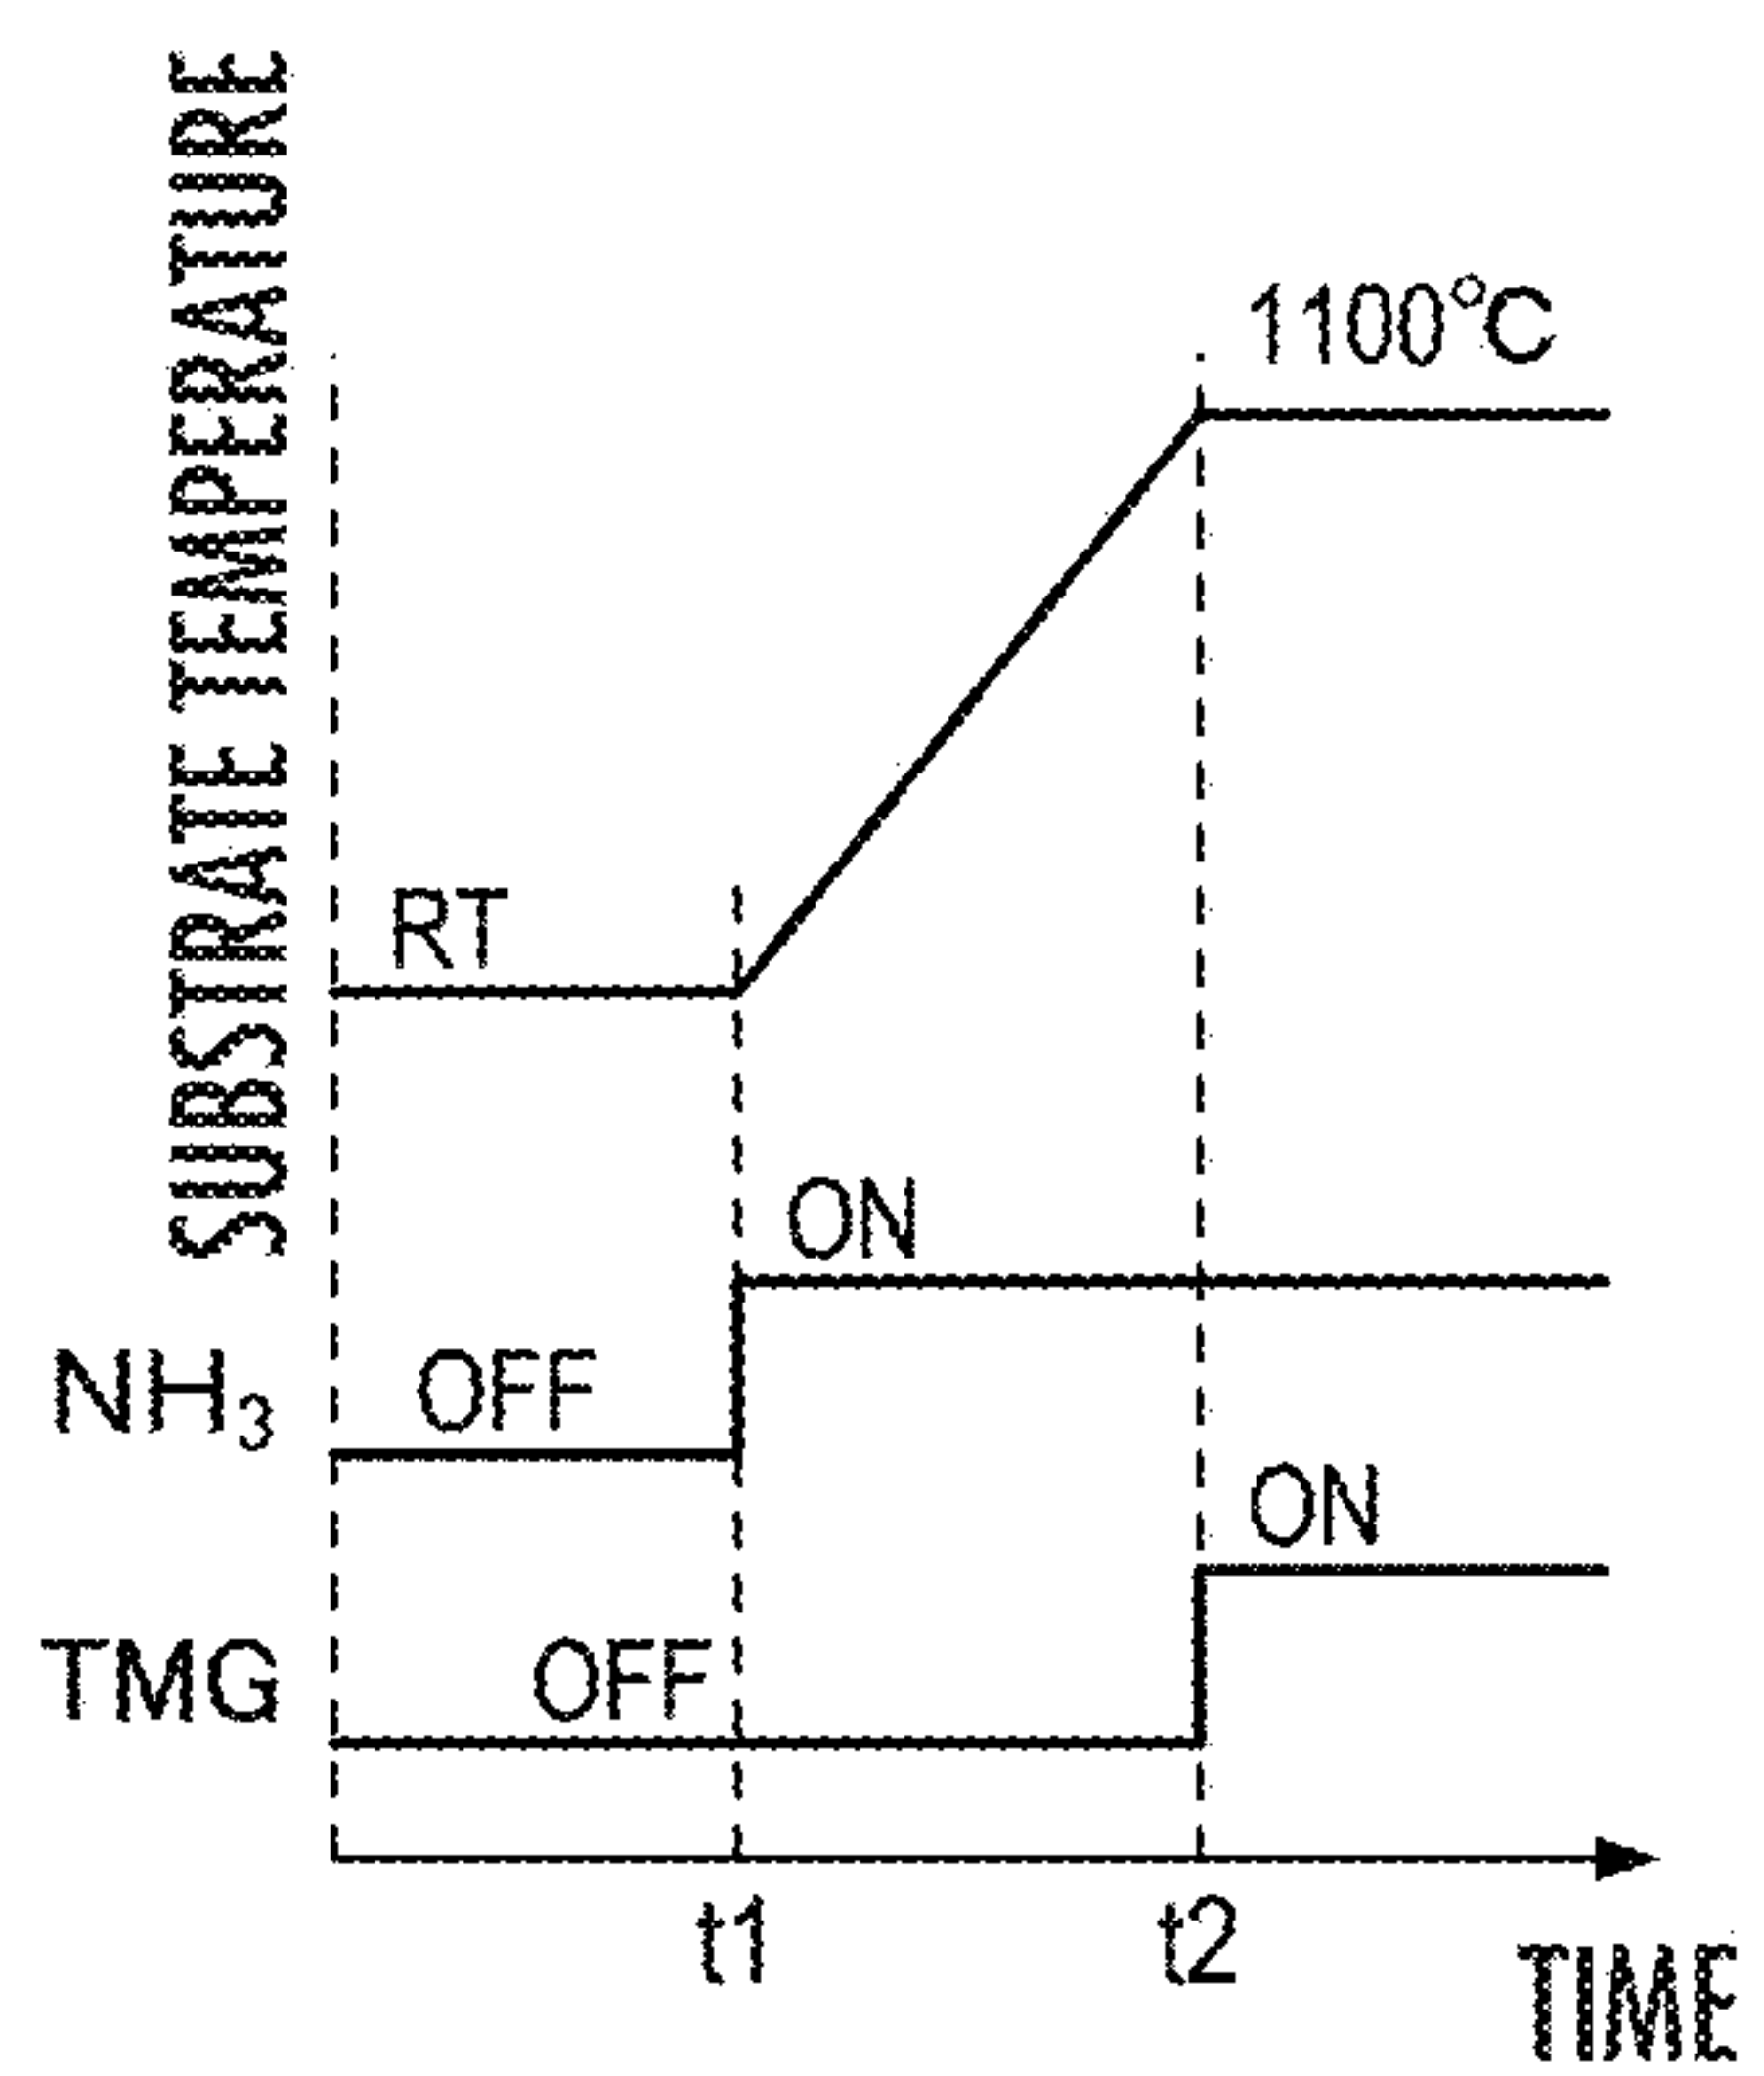 SUBSTRATE TEMPERATURE
1100°C
RT
ON
NH₃
OFF
ON
TMG
OFF
t1
t2
TIME